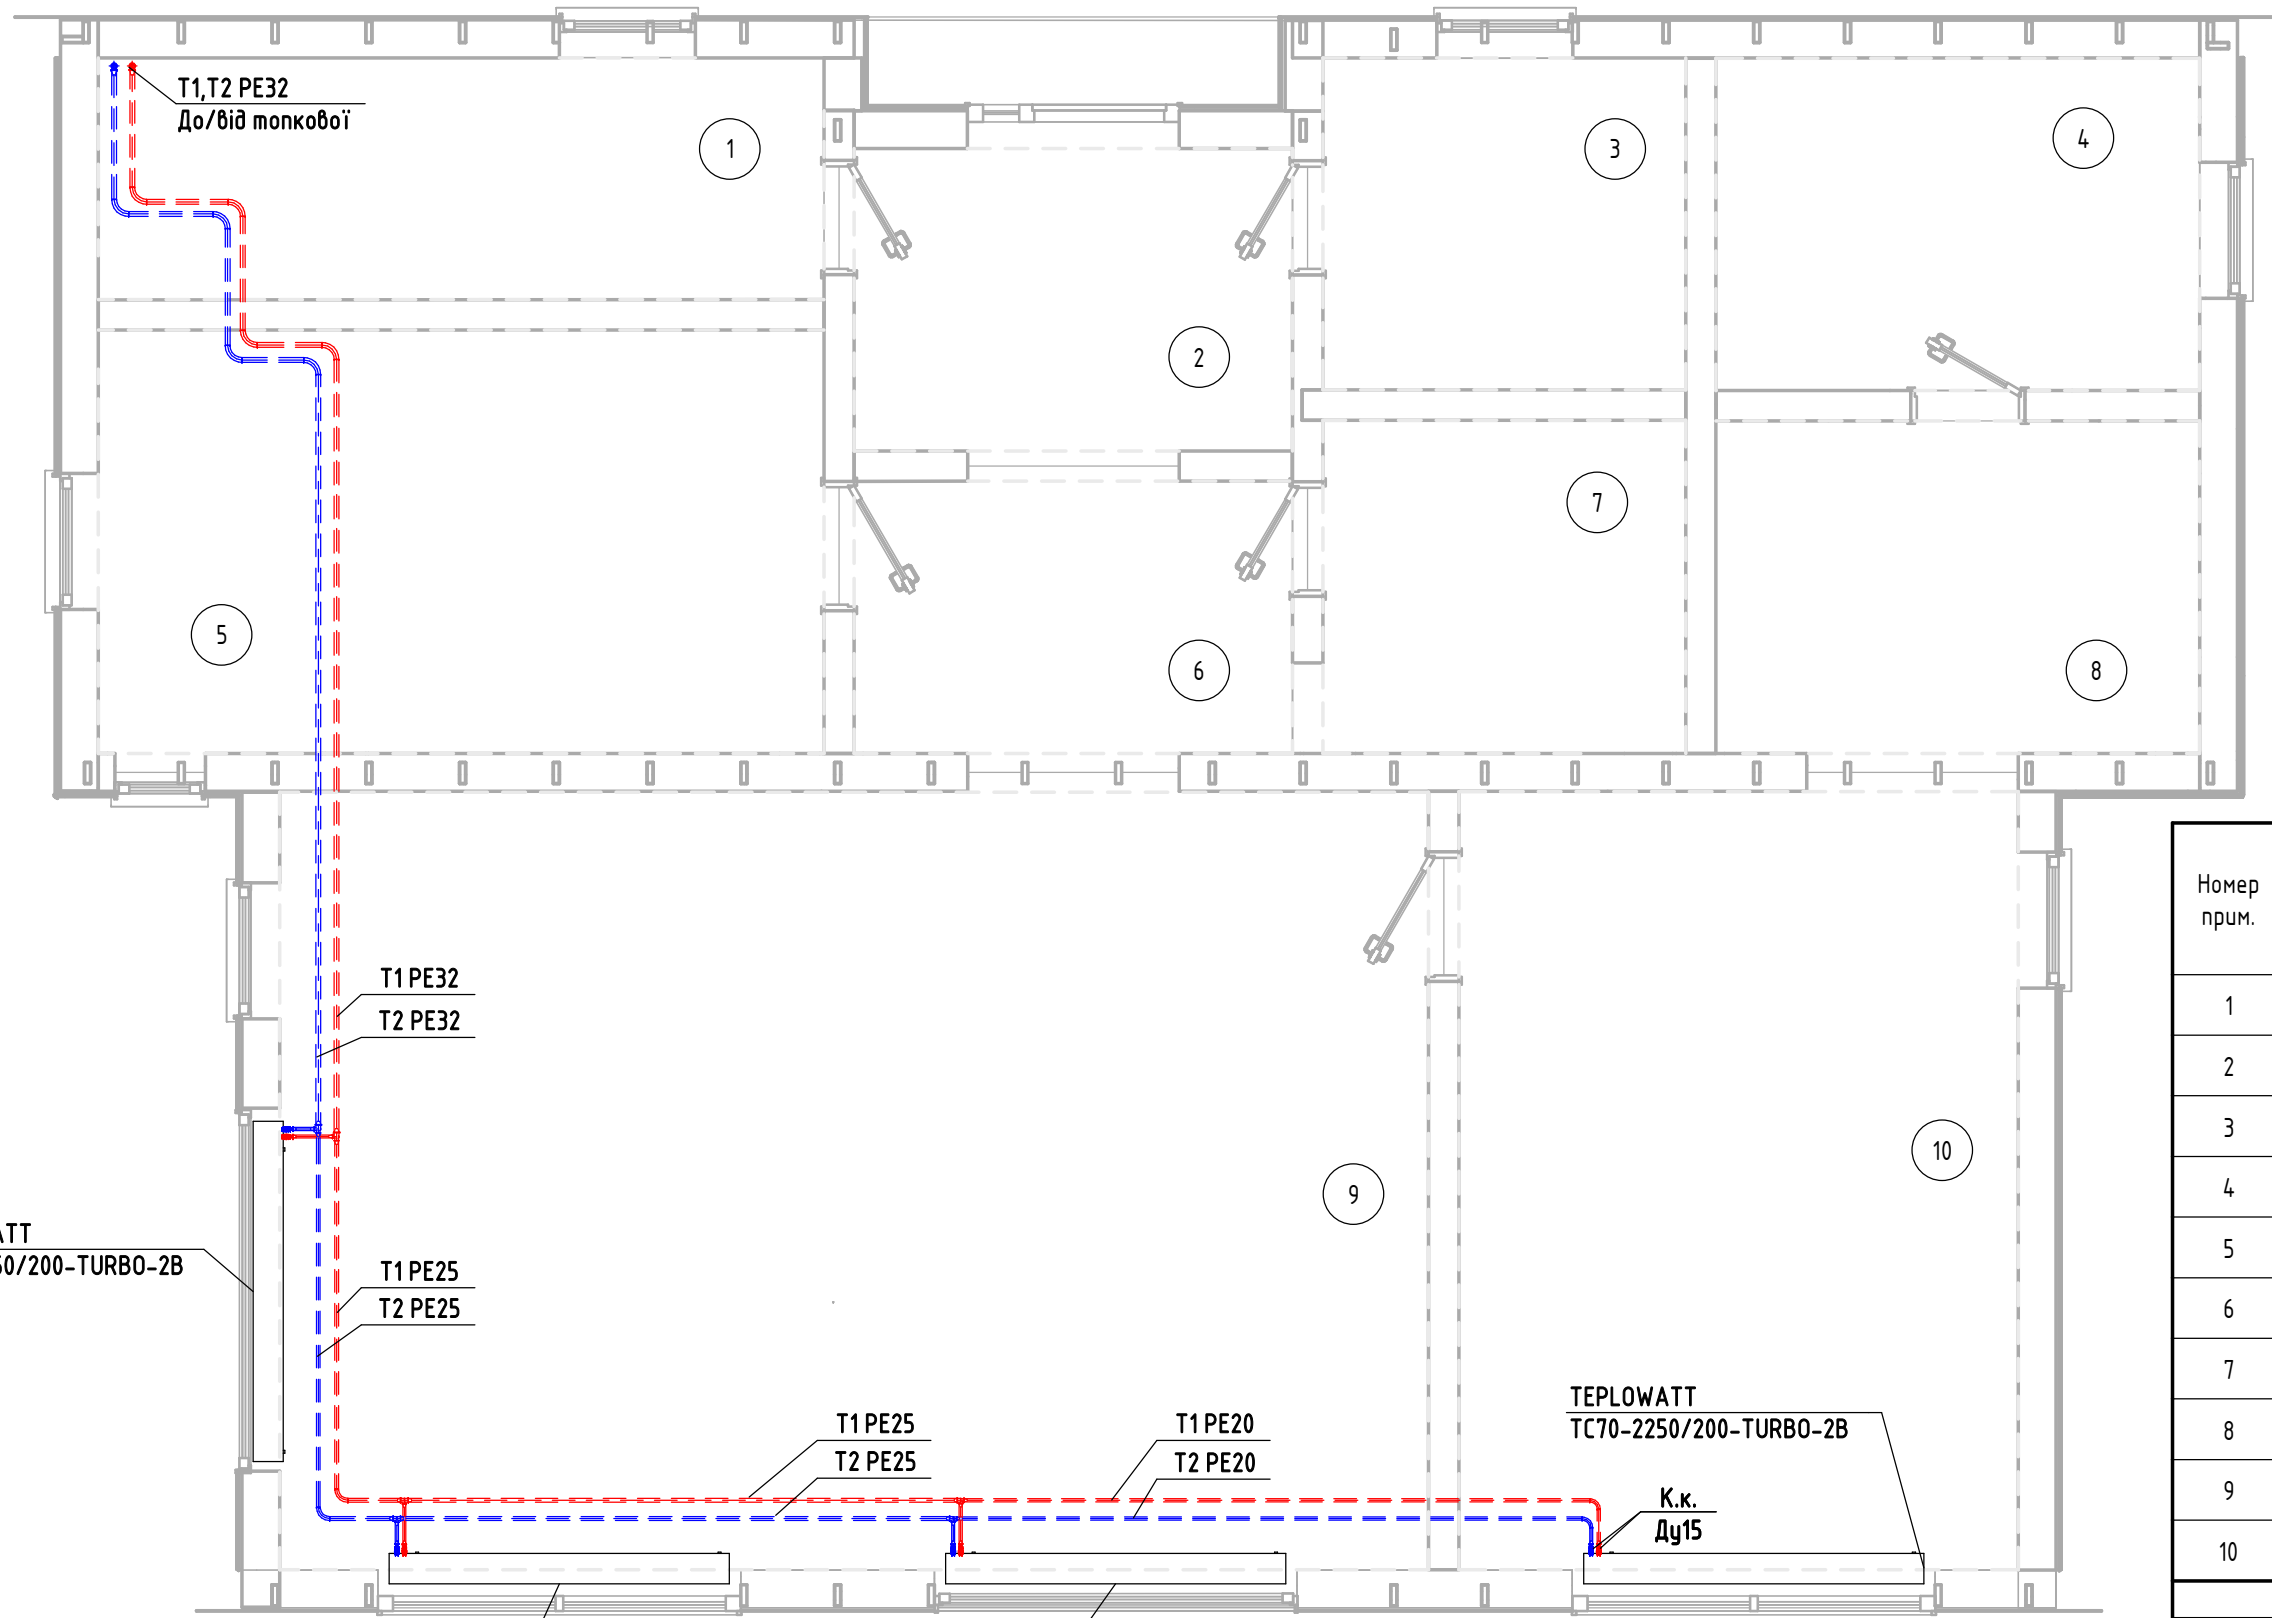 T1,T2 PE32
До/від топкової
1
3
4
2
7
5
6
8
Номер
прим.
T1 PE32
T2 PE32
1
2
3
10
4
9
ATT
50/200-TURBO-2B
5
T1 PE25
T2 PE25
6
7
TEPLOWATT
TC70-2250/200-TURBO-2B
T1 PE25
T2 PE25
T1 PE20
T2 PE20
8
К.к.
Ду15
9
10